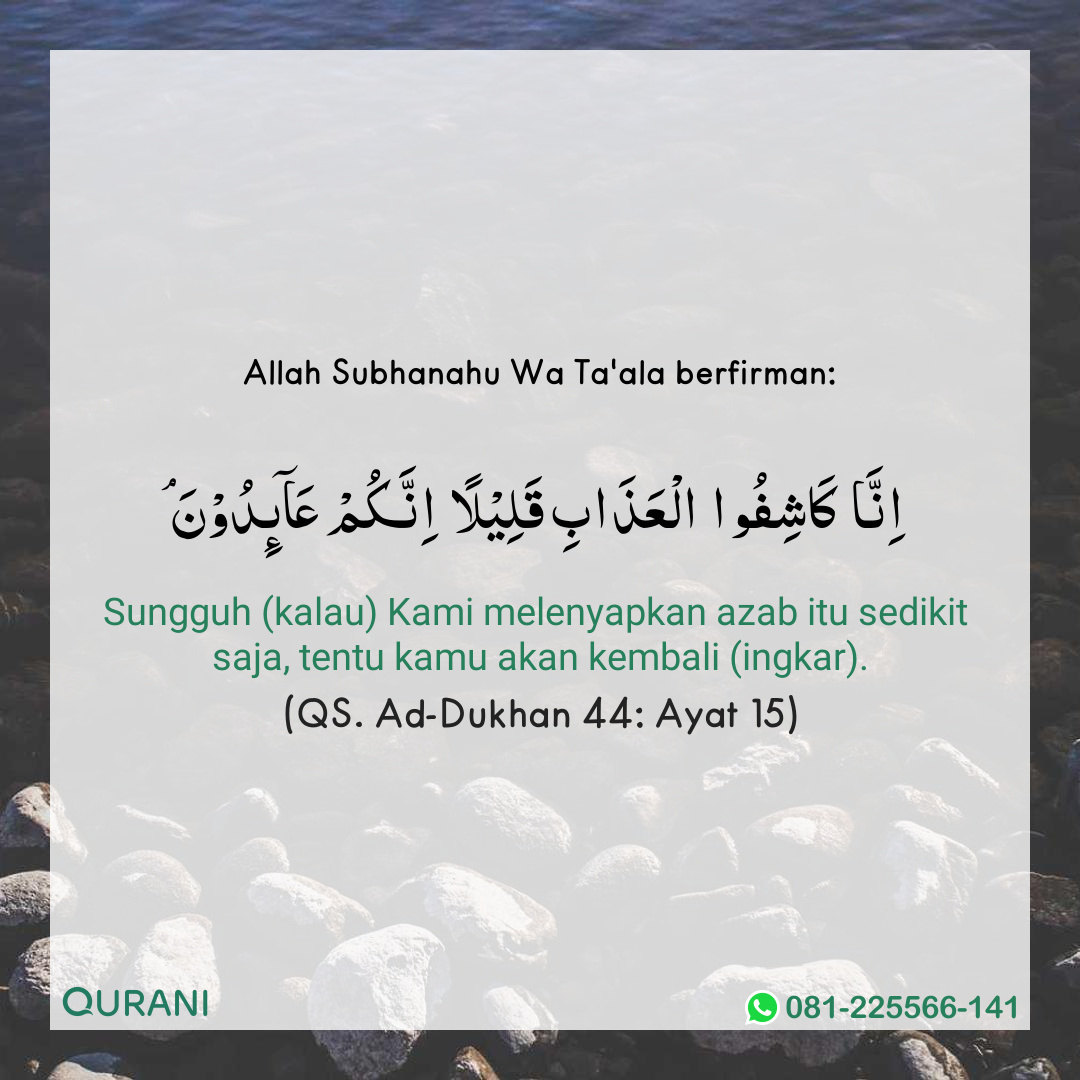 Allah Subhanahu Wa Ta'ala berfirman:
اِنَّا كَاشِفُوا الْعَذَابِ قَلِيْلًا اِنَّكُمْ عَاۤىِٕدُوْنَ ۘ
Sungguh (kalau) Kami melenyapkan azab itu sedikit
saja, tentu kamu akan kembali (ingkar).
(QS. Ad-Dukhan 44: Ayat 15)
QURANI
081-225566-141